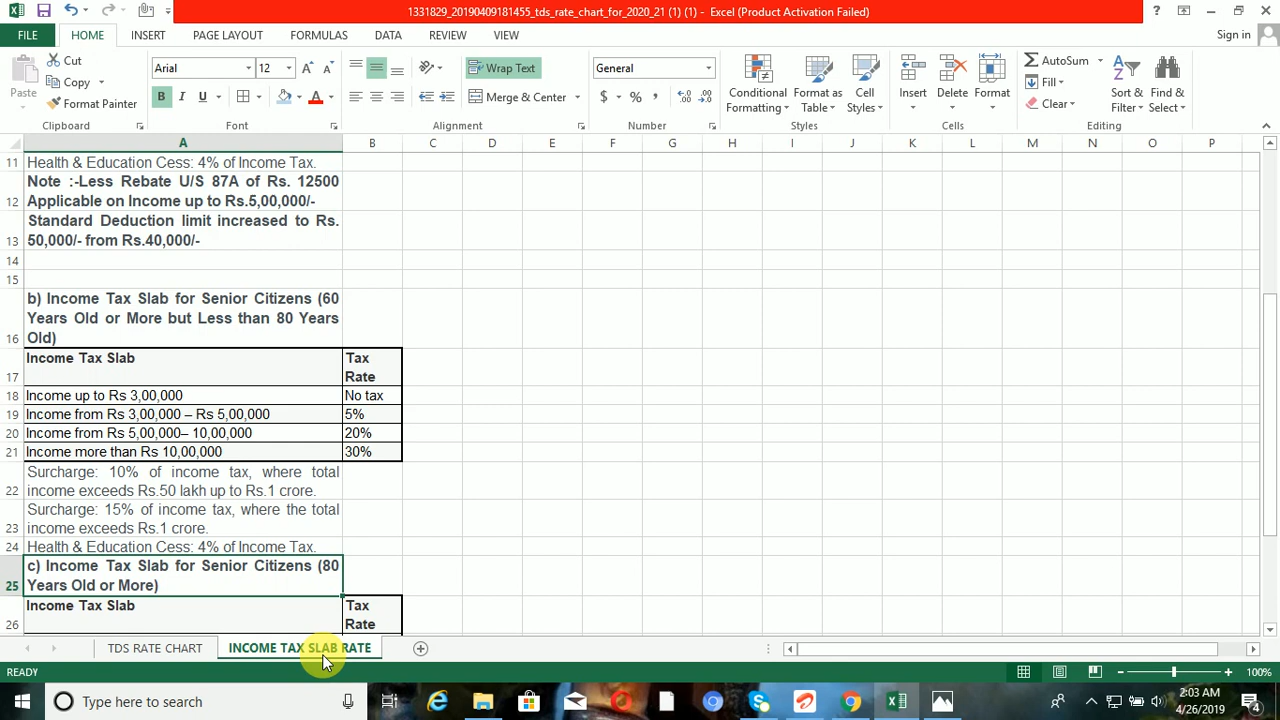 1331829_20190409181455_tds_rate_chart_for_2020_21 (1) (1) - Excel (Product Activation Failed)
?
FILE HOME INSERT PAGE LAYOUT FORMULAS DATA REVIEW VIEW Sign in
Paste
Cut
Copy
Format Painter
Clipboard
Arial 12
B I U A
Font
Wrap Text
Merge & Center
Alignment
General
$ % ,
Number
Conditional Formatting
Format as Table
Cell Styles
Styles
Insert Delete Format
Cells
AutoSum
Fill
Clear
Sort & Filter
Find & Select
Editing
A B C D E F G H I J K L M N O P
11 Health & Education Cess: 4% of Income Tax.
Note :-Less Rebate U/S 87A of Rs. 12500
12 Applicable on Income up to Rs.5,00,000/-
Standard Deduction limit increased to Rs.
13 50,000/- from Rs.40,000/-
14
15
b) Income Tax Slab for Senior Citizens (60
Years Old or More but Less than 80 Years
16 Old)
Income Tax Slab Tax
17 Rate
18 Income up to Rs 3,00,000 No tax
19 Income from Rs 3,00,000 – Rs 5,00,000 5%
20 Income from Rs 5,00,000– 10,00,000 20%
21 Income more than Rs 10,00,000 30%
Surcharge: 10% of income tax, where total
22 income exceeds Rs.50 lakh up to Rs.1 crore.
Surcharge: 15% of income tax, where the total
23 income exceeds Rs.1 crore.
24 Health & Education Cess: 4% of Income Tax.
c) Income Tax Slab for Senior Citizens (80
25 Years Old or More)
Income Tax Slab Tax
26 Rate
TDS RATE CHART INCOME TAX SLAB RATE
READY 100%
Type here to search
2:03 AM
4/26/2019
4